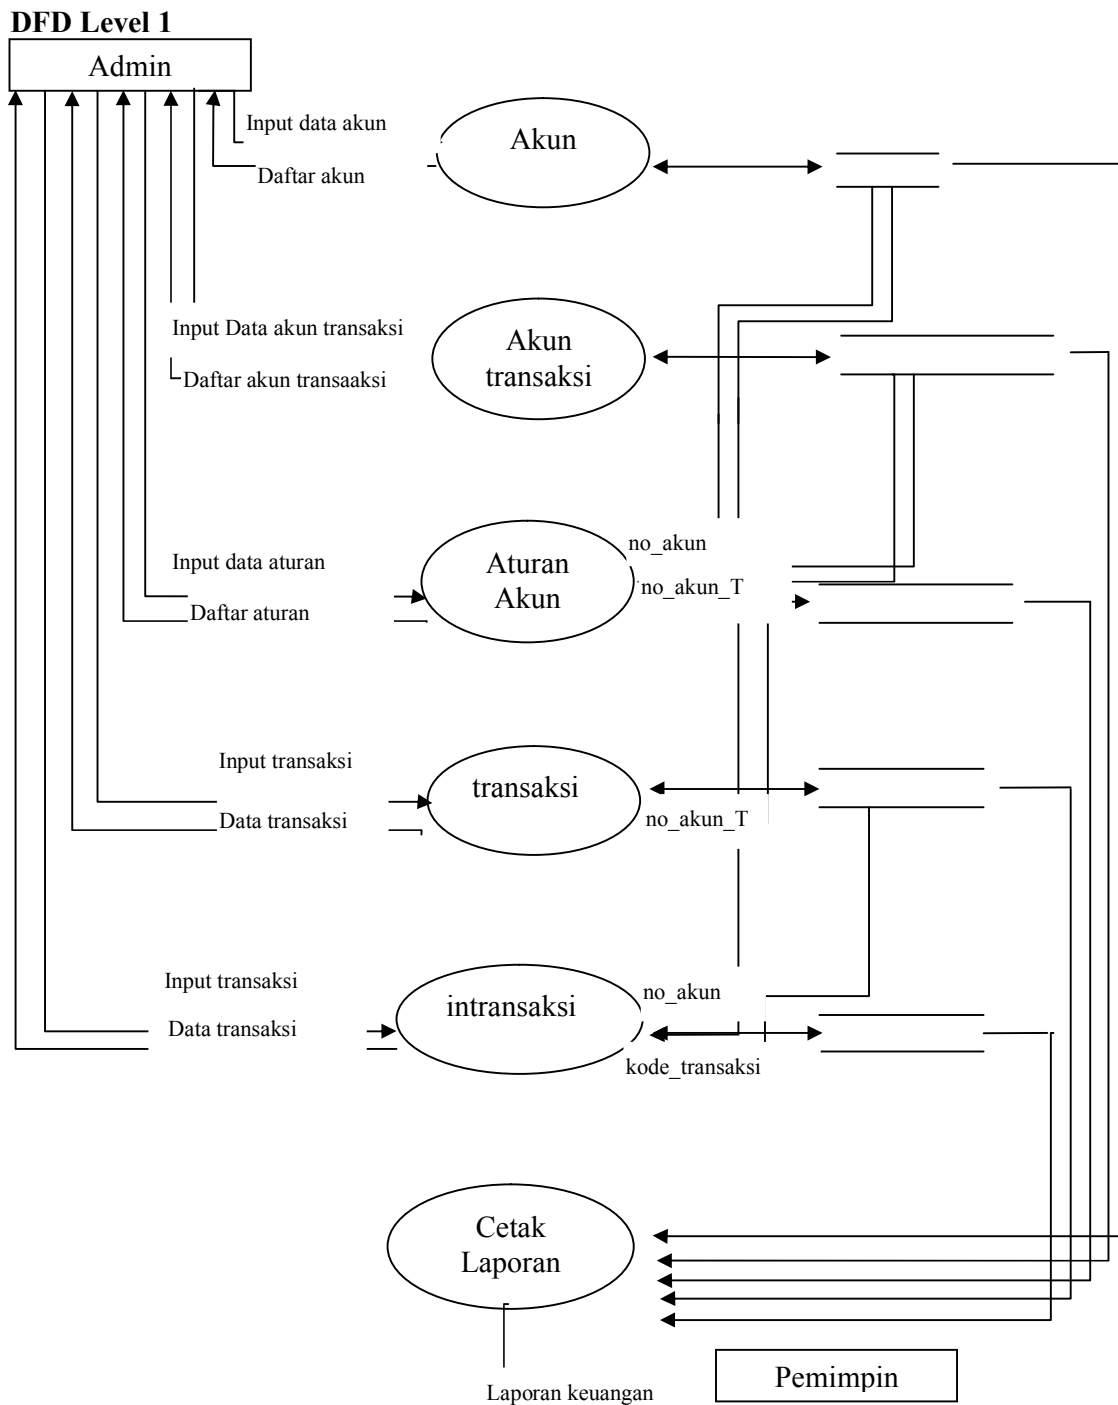 DFD Level 1
Admin
Input data akun
Akun
Daftar akun
Input Data akun transaksi
Akun
transaksi
Daftar akun transaaksi
no_akun
Input data aturan
Aturan
Akun
no_akun_T
Daftar aturan
Input transaksi
transaksi
Data transaksi
no_akun_T
Input transaksi
no_akun
intransaksi
Data transaksi
kode_transaksi
Cetak
Laporan
Pemimpin
Laporan keuangan